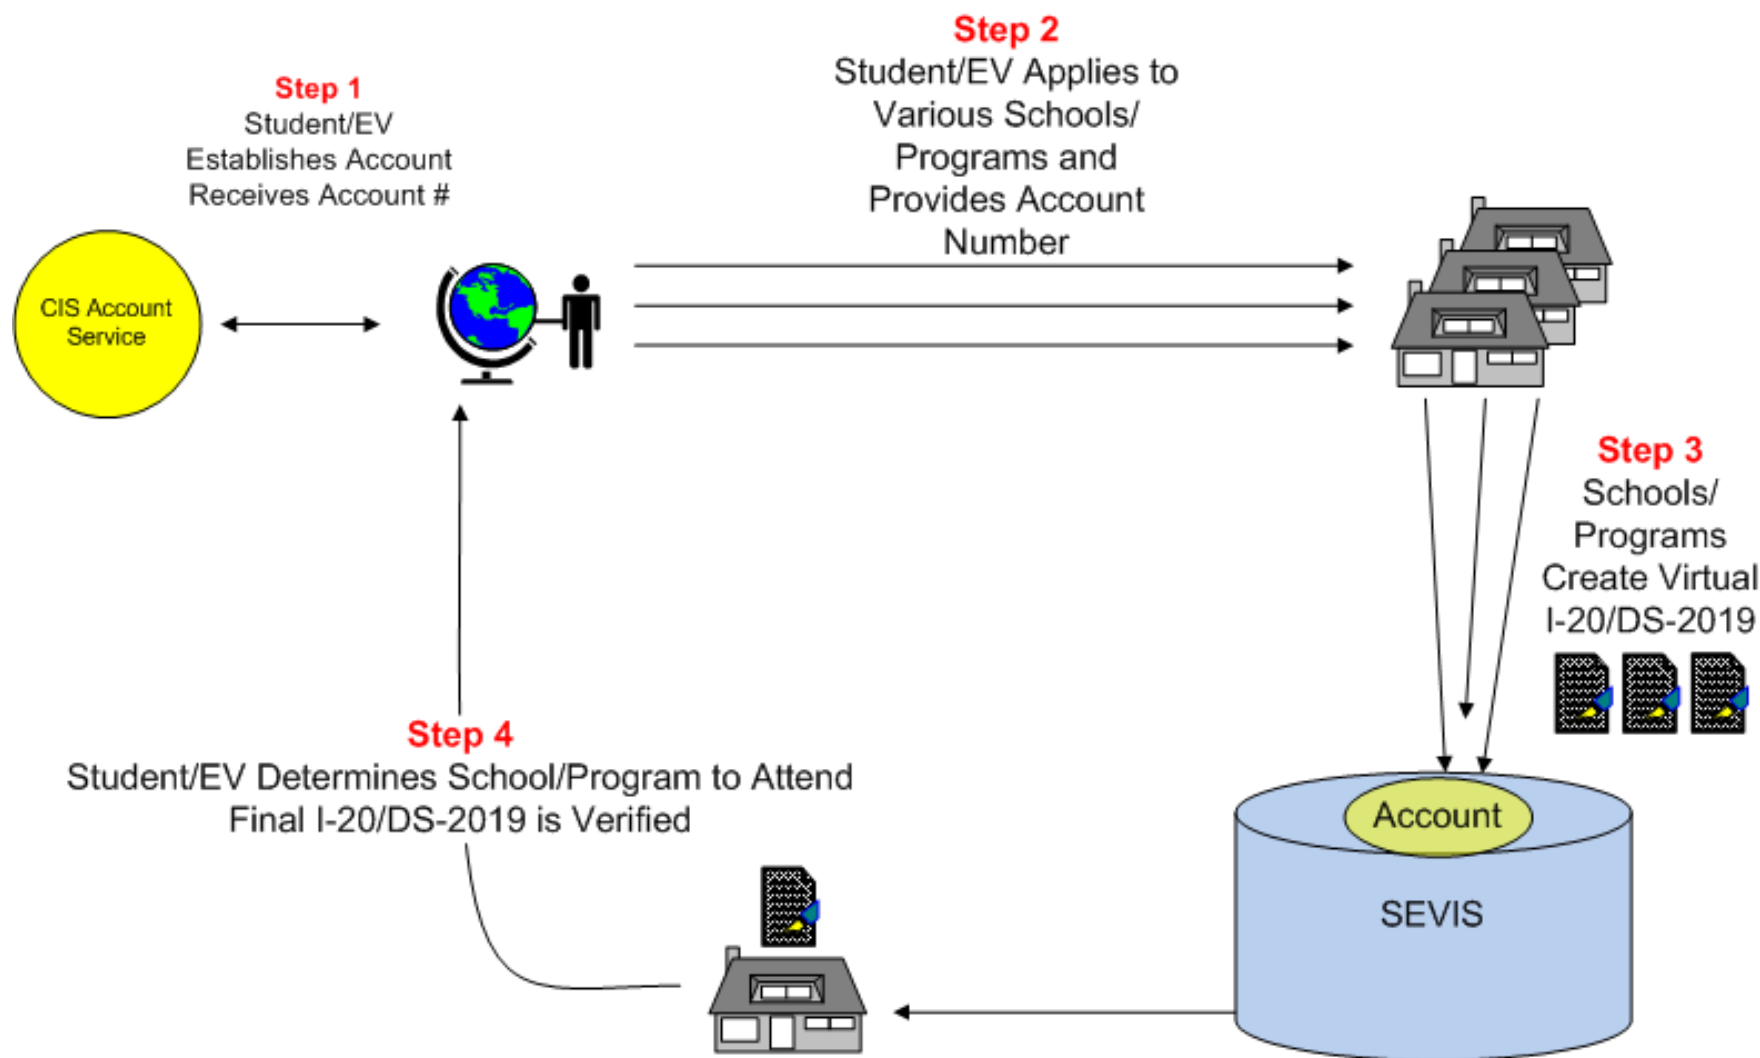 Step 1
Student/EV
Establishes Account
Receives Account #
CIS Account
Service
Step 2
Student/EV Applies to
Various Schools/
Programs and
Provides Account
Number
Step 3
Schools/
Programs
Create Virtual
I-20/DS-2019
Account
SEVIS
Step 4
Student/EV Determines School/Program to Attend
Final I-20/DS-2019 is Verified